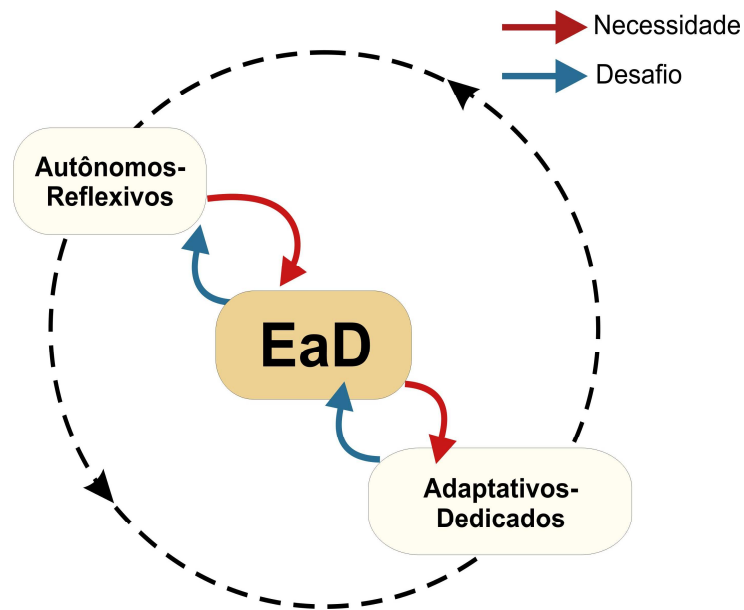 Necessidade
Desafio
Autônomos-
Reflexivos
EaD
Adaptativos-
Dedicados